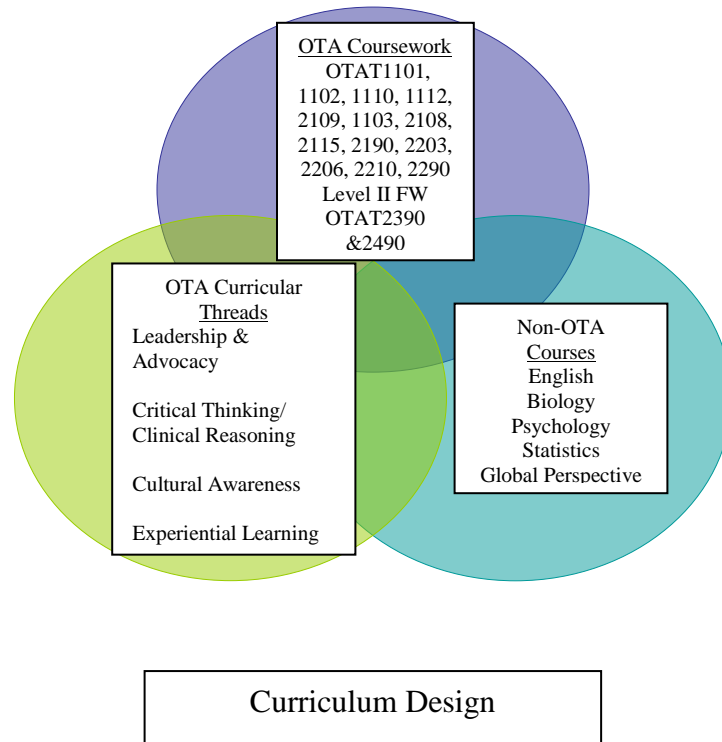 OTA Coursework
OTAT1101,
1102, 1110, 1112,
2109, 1103, 2108,
2115, 2190, 2203,
2206, 2210, 2290
Level II FW
OTAT2390
&2490
OTA Curricular
Threads
Leadership &
Advocacy
Critical Thinking/
Clinical Reasoning
Cultural Awareness
Experiential Learning
Non-OTA
Courses
English
Biology
Psychology
Statistics
Global Perspective
Curriculum Design